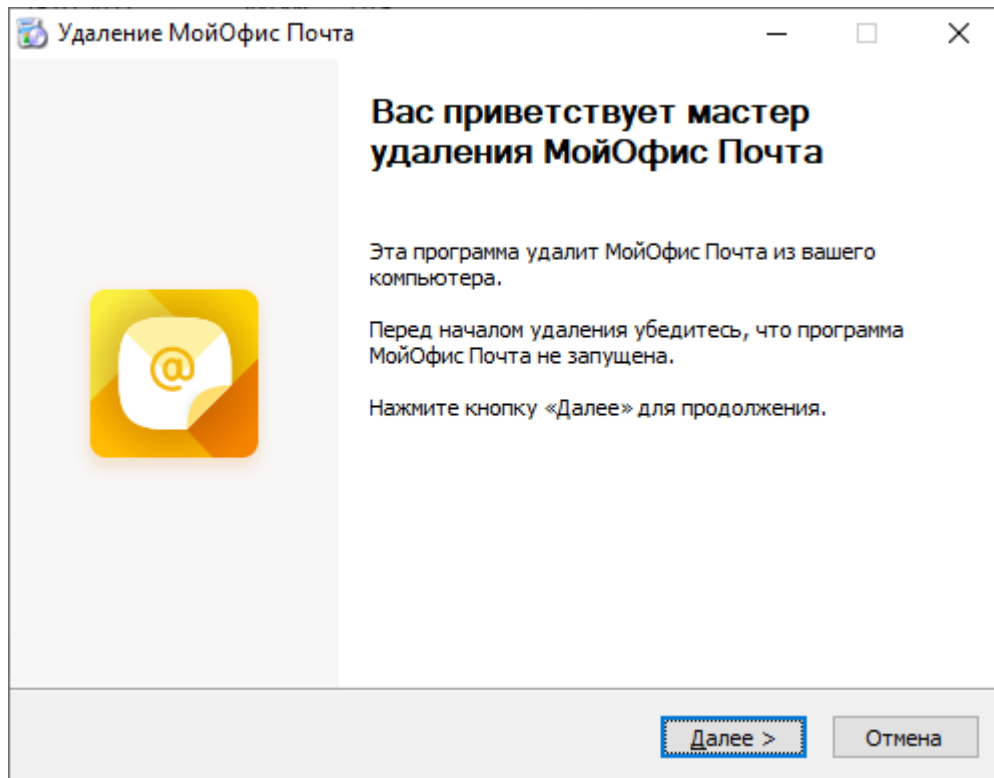 Удаление МойОфис Почта
Вас приветствует мастер
удаления МойОфис Почта
Эта программа удалит МойОфис Почта из вашего
компьютера.
Перед началом удаления убедитесь, что программа
МойОфис Почта не запущена.
Нажмите кнопку «Далее» для продолжения.
@
Далее >
Отмена